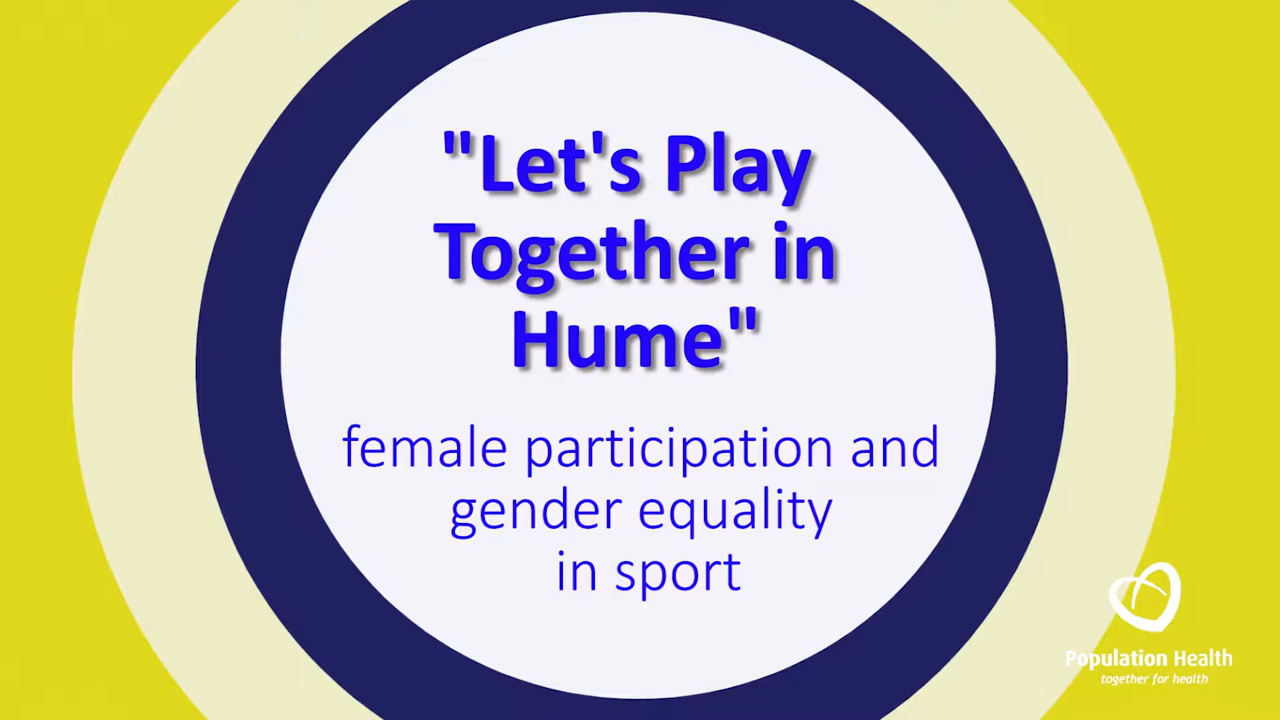 "Let's Play
Together in
Hume"
female participation and
gender equality
in sport
Population Health
together for health